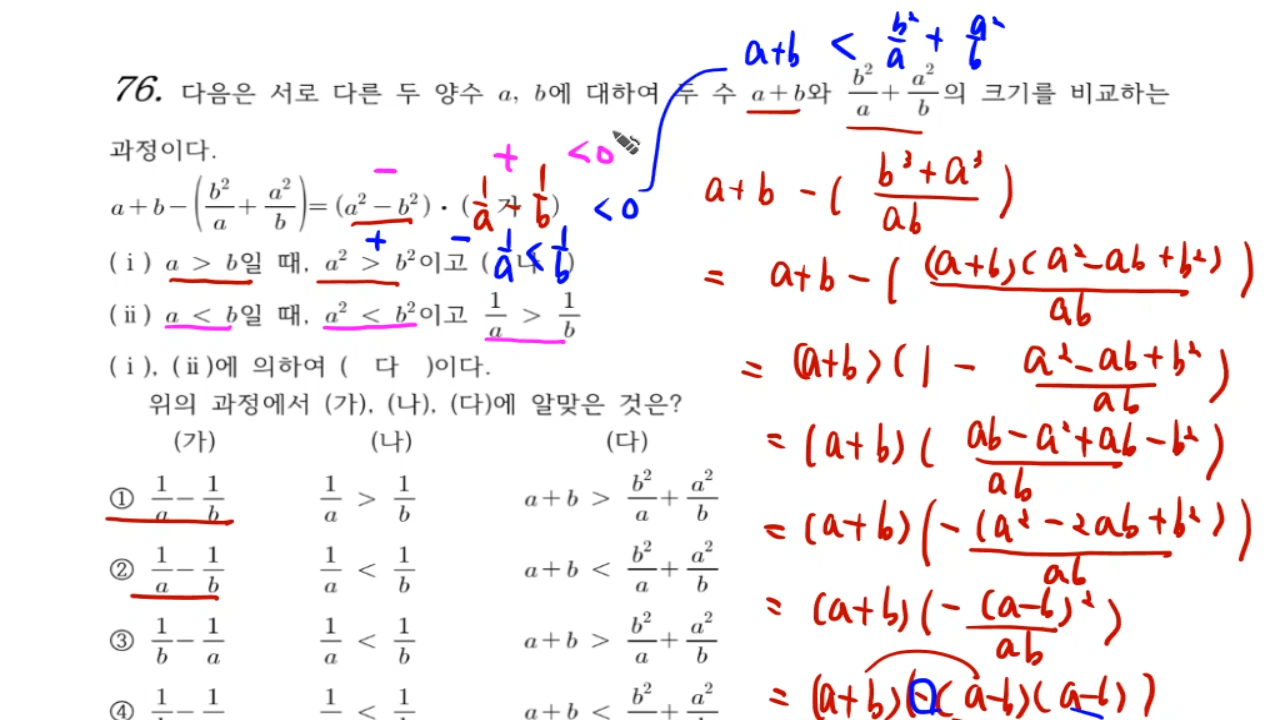 a+b < b²/a + a²/b
76. 다음은 서로 다른 두 양수 a, b에 대하여 두 수 a+b와 b²/a + a²/b의 크기를 비교하는
과정이다.
− + <0
a+b−(b²/a + a²/b)=(a²−b²)·(1/a − 1/b) <0
+ −
(ⅰ) a > b일 때, a² > b²이고 (1/a < 1/b)
(ⅱ) a < b일 때, a² < b²이고 1/a > 1/b
(ⅰ), (ⅱ)에 의하여 ( 다 )이다.
위의 과정에서 (가), (나), (다)에 알맞은 것은?
(가) (나) (다)
① 1/a − 1/b 1/a > 1/b a+b > b²/a + a²/b
② 1/a − 1/b 1/a < 1/b a+b < b²/a + a²/b
③ 1/b − 1/a 1/a < 1/b a+b > b²/a + a²/b
④ 1 − 1 1/a < 1 a+b < b²/a + a²/b
a+b −( (b³+a³)/ab )
= a+b −( (a+b)(a²−ab+b²)/ab )
= (a+b)(1 − (a²−ab+b²)/ab )
= (a+b)( (ab−a²+ab−b²)/ab )
= (a+b)(−(a²−2ab+b²)/ab )
= (a+b)(−(a−b)²/ab )
= (a+b)(−(a−b)(a−b))